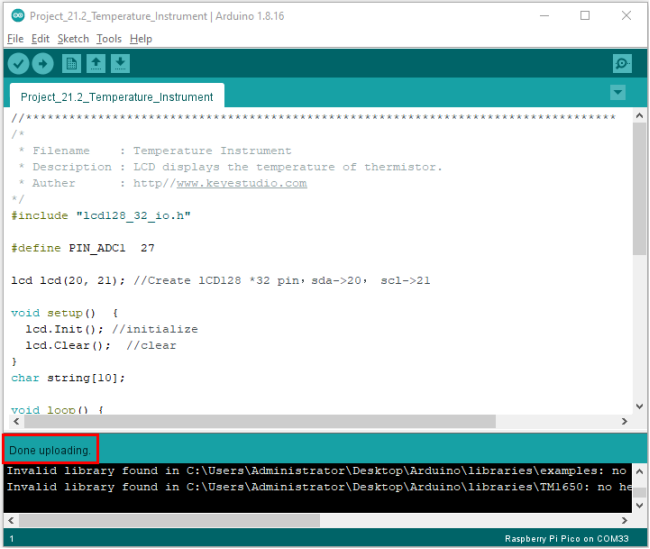 Project_21.2_Temperature_Instrument | Arduino 1.8.16
File Edit Sketch Tools Help
Project_21.2_Temperature_Instrument
//**********************************************************************************
/*
* Filename    : Temperature Instrument
* Description : LCD displays the temperature of thermistor.
* Auther      : http//www.keyestudio.com
*/
#include "lcd128_32_io.h"
#define PIN_ADC1  27
lcd lcd(20, 21); //Create lCD128 *32 pin，sda->20， scl->21
void setup()  {
lcd.Init(); //initialize
lcd.Clear();  //clear
}
char string[10];
void loop() {
Done uploading.
Invalid library found in C:\Users\Administrator\Desktop\Arduino\libraries\examples: no
Invalid library found in C:\Users\Administrator\Desktop\Arduino\libraries\TM1650: no he
1
Raspberry Pi Pico on COM33